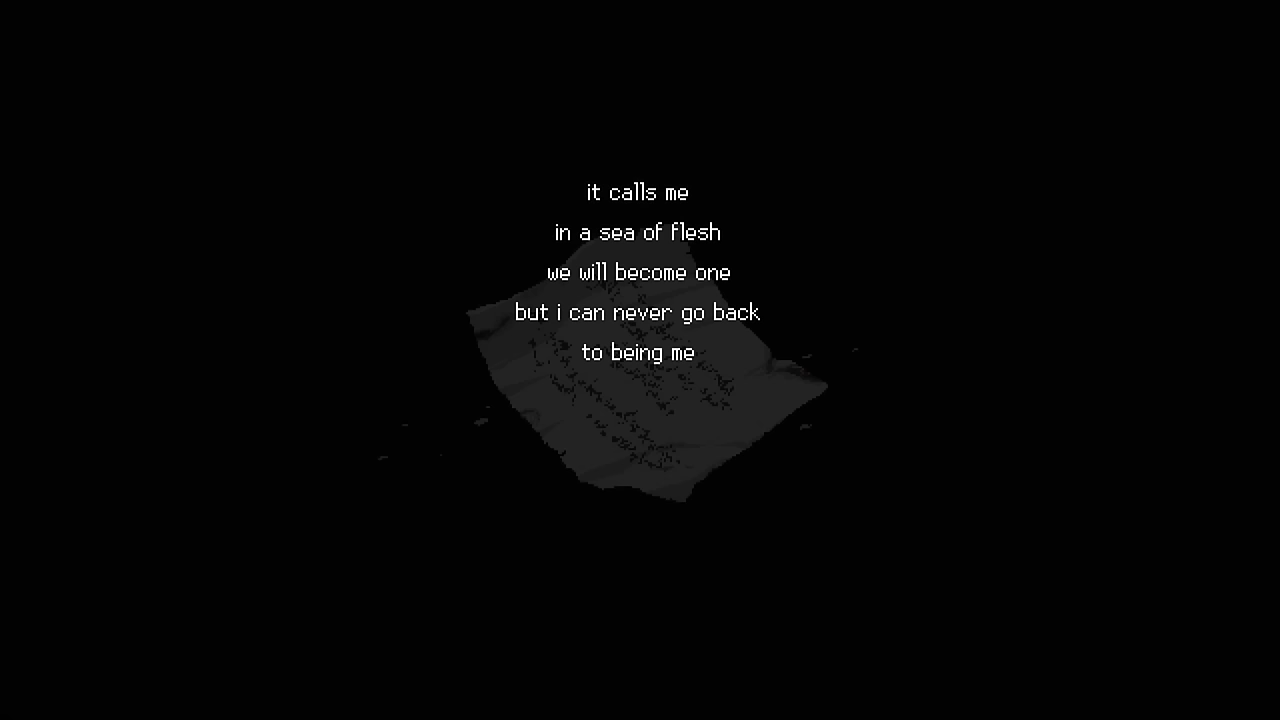 it calls me
in a sea of flesh
we will become one
but i can never go back
to being me